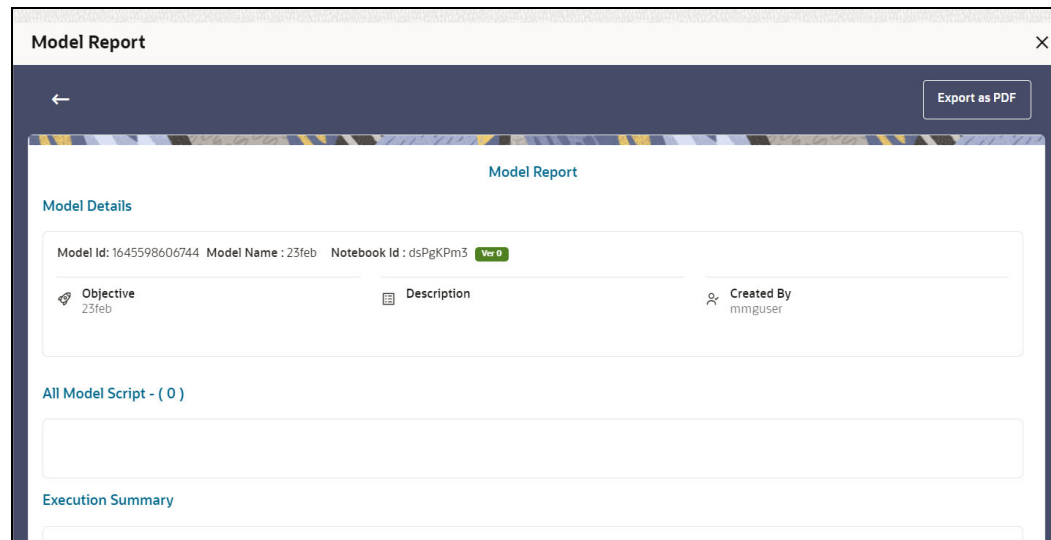 Model Report
Export as PDF
Model Report
Model Details
Model Id: 1645598606744 Model Name : 23feb Notebook Id : dsPgKPm3 Ver 0
Objective Description Created By
23feb mmguser
All Model Script - ( 0 )
Execution Summary